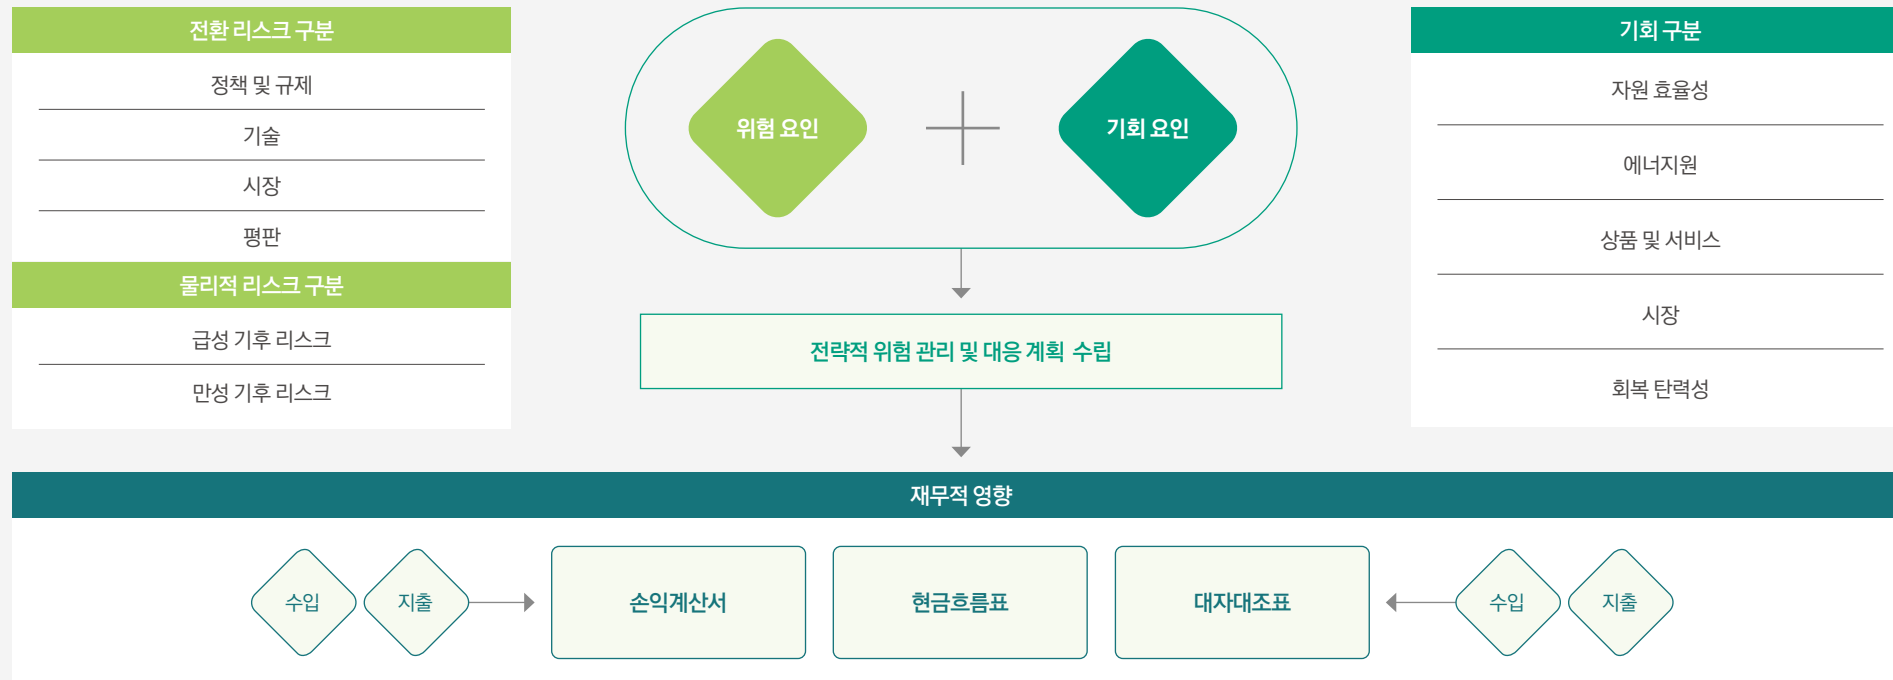 전환 리스크 구분
정책 및 규제
기술
시장
평판
물리적 리스크 구분
급성 기후 리스크
만성 기후 리스크
위험 요인
기회 요인
전략적 위험 관리 및 대응 계획 수립
기회 구분
자원 효율성
에너지원
상품 및 서비스
시장
회복 탄력성
재무적 영향
수입
지출
손익계산서
현금흐름표
대자대조표
수입
지출